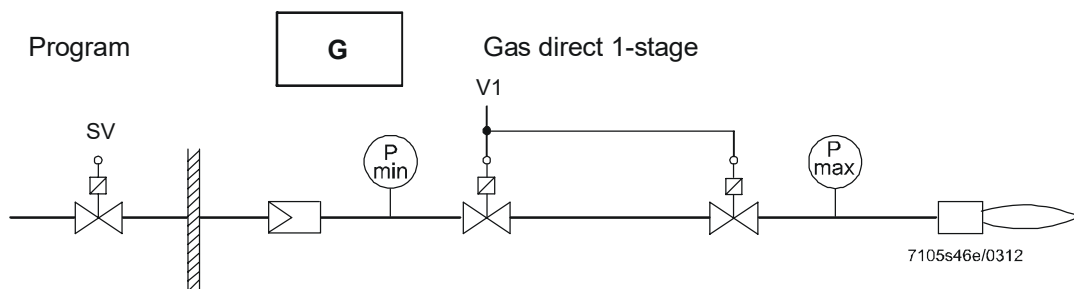 Program G Gas direct 1-stage
V1
SV
P
min
P
max
7105s46e/0312